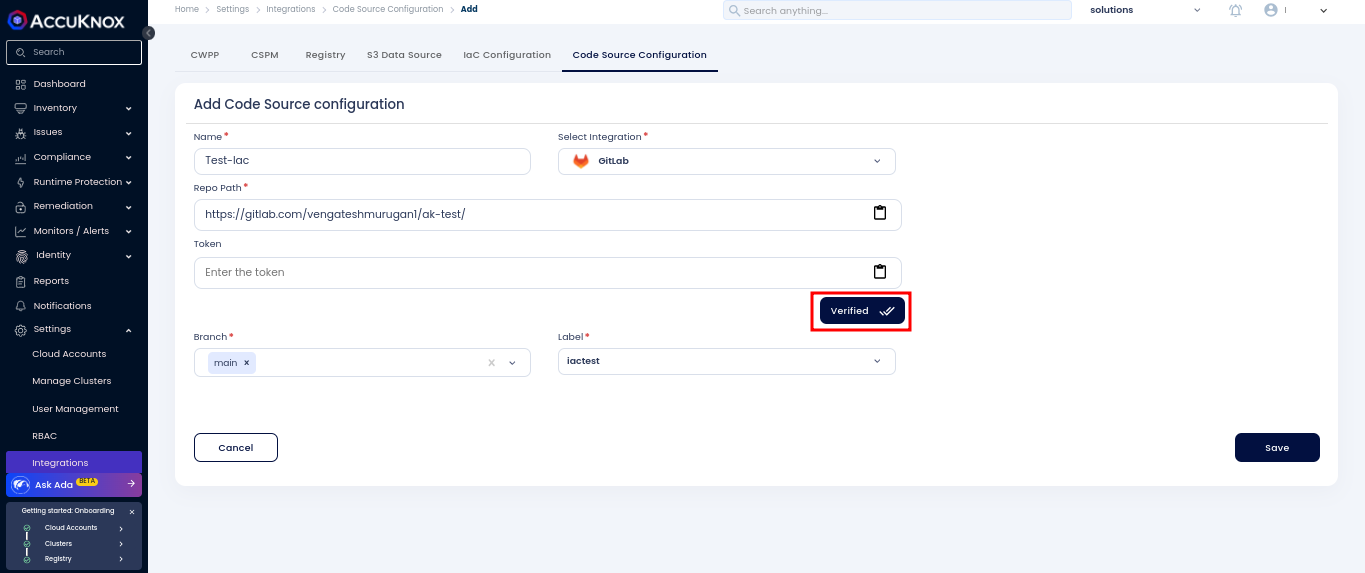 ACCUKNOX
Home > Settings > Integrations > Code Source Configuration > Add
Search anything...
solutions
Search
Dashboard
Inventory
Issues
Compliance
Runtime Protection
Remediation
Monitors / Alerts
Identity
Reports
Notifications
Settings
Cloud Accounts
Manage Clusters
User Management
RBAC
Integrations
Ask Ada BETA
Getting started: Onboarding ×
Cloud Accounts
Clusters
Registry
CWPP CSPM Registry S3 Data Source IaC Configuration Code Source Configuration
Add Code Source configuration
Name * Select Integration *
Test-Iac GitLab
Repo Path *
https://gitlab.com/vengateshmurugan1/ak-test/
Token
Enter the token
Verified
Branch * Label *
main × iactest
Cancel Save